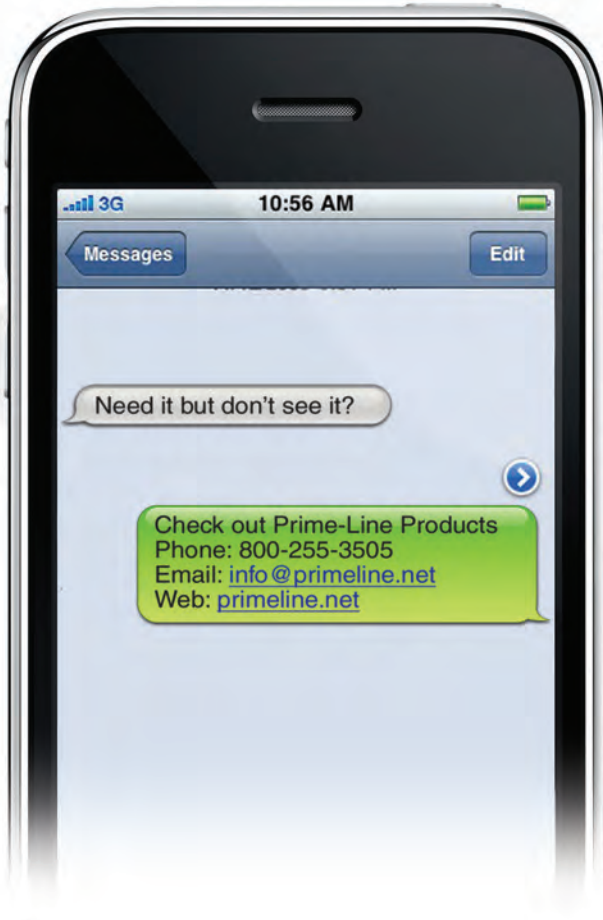 3G 10:56 AM
Messages Edit
Need it but don't see it?
Check out Prime-Line Products
Phone: 800-255-3505
Email: info@primeline.net
Web: primeline.net